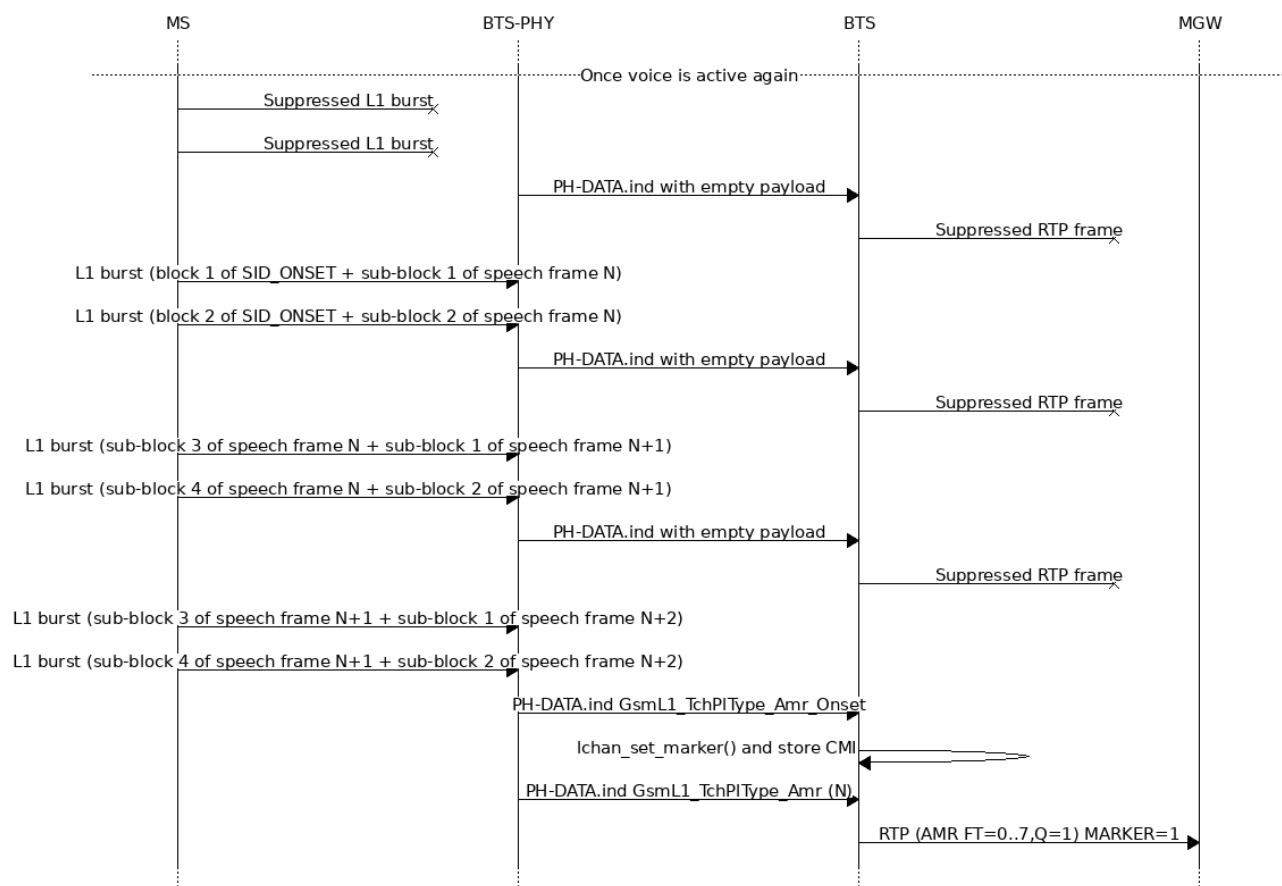 MS
BTS-PHY
BTS
MGW
Once voice is active again
Suppressed L1 burst
Suppressed L1 burst
PH-DATA.ind with empty payload
Suppressed RTP frame
L1 burst (block 1 of SID_ONSET + sub-block 1 of speech frame N)
L1 burst (block 2 of SID_ONSET + sub-block 2 of speech frame N)
PH-DATA.ind with empty payload
Suppressed RTP frame
L1 burst (sub-block 3 of speech frame N + sub-block 1 of speech frame N+1)
L1 burst (sub-block 4 of speech frame N + sub-block 2 of speech frame N+1)
PH-DATA.ind with empty payload
Suppressed RTP frame
L1 burst (sub-block 3 of speech frame N+1 + sub-block 1 of speech frame N+2)
L1 burst (sub-block 4 of speech frame N+1 + sub-block 2 of speech frame N+2)
PH-DATA.ind GsmL1_TchPlType_Amr_Onset
lchan_set_marker() and store CMI
PH-DATA.ind GsmL1_TchPlType_Amr (N)
RTP (AMR FT=0..7,Q=1) MARKER=1